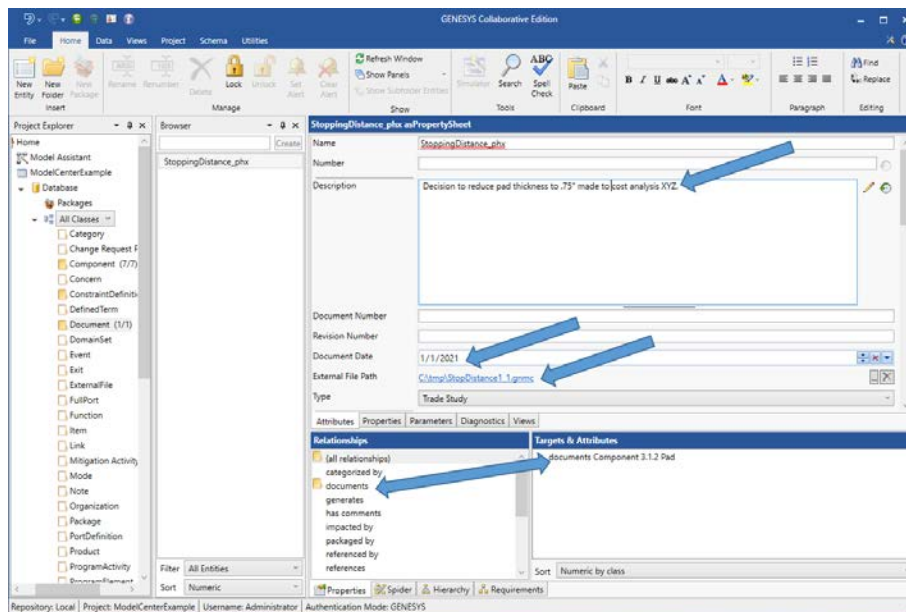 GENESYS Collaborative Edition
File Home Data Views Project Schema Utilities
New Entity New Folder New Package Rename Renumber Delete Lock Unlock Set Alert Clear Alert
Refresh Window
Show Panels
Show Subfolder Entities
Simulator Search ABC Spell Check Paste
B I U abc A A A
Find
Replace
Insert Manage Show Tools Clipboard Font Paragraph Editing
Project Explorer
Home
Model Assistant
ModelCenterExample
Database
Packages
All Classes
Category
Change Request P
Component (7/7)
Concern
ConstraintDefiniti
DefinedTerm
Document (1/1)
DomainSet
Event
Exit
ExternalFile
FullPort
Function
Item
Link
Mitigation Activity
Mode
Note
Organization
Package
PortDefinition
Product
ProgramActivity
ProgramElement
Browser
Create
StoppingDistance_phx
Filter All Entities
Sort Numeric
StoppingDistance_phx asPropertySheet
Name StoppingDistance_phx
Number
Description Decision to reduce pad thickness to .75" made to cost analysis XYZ.
Document Number
Revision Number
Document Date 1/1/2021
External File Path C:\tmp\StopDistance1_1.gnmc
Type Trade Study
Attributes Properties Parameters Diagnostics Views
Relationships
(all relationships)
categorized by
documents
generates
has comments
impacted by
packaged by
referenced by
references
Targets & Attributes
documents Component 3.1.2 Pad
Sort Numeric by class
Properties Spider Hierarchy Requirements
Repository: Local Project: ModelCenterExample Username: Administrator Authentication Mode: GENESYS